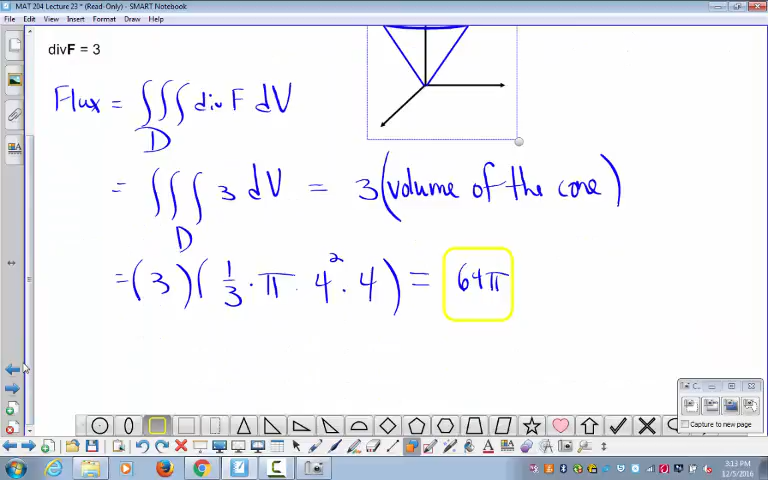 MAT 204 Lecture 23 * (Read-Only) - SMART Notebook
File Edit View Insert Format Tools Draw Help
divF = 3
Flux = ∭ div F dV
D
= ∭ 3 dV = 3(volume of the cone)
D
= (3)(1/3 · π · 4² · 4) = 64π
Capture to new page
3:13 PM
12/5/2016